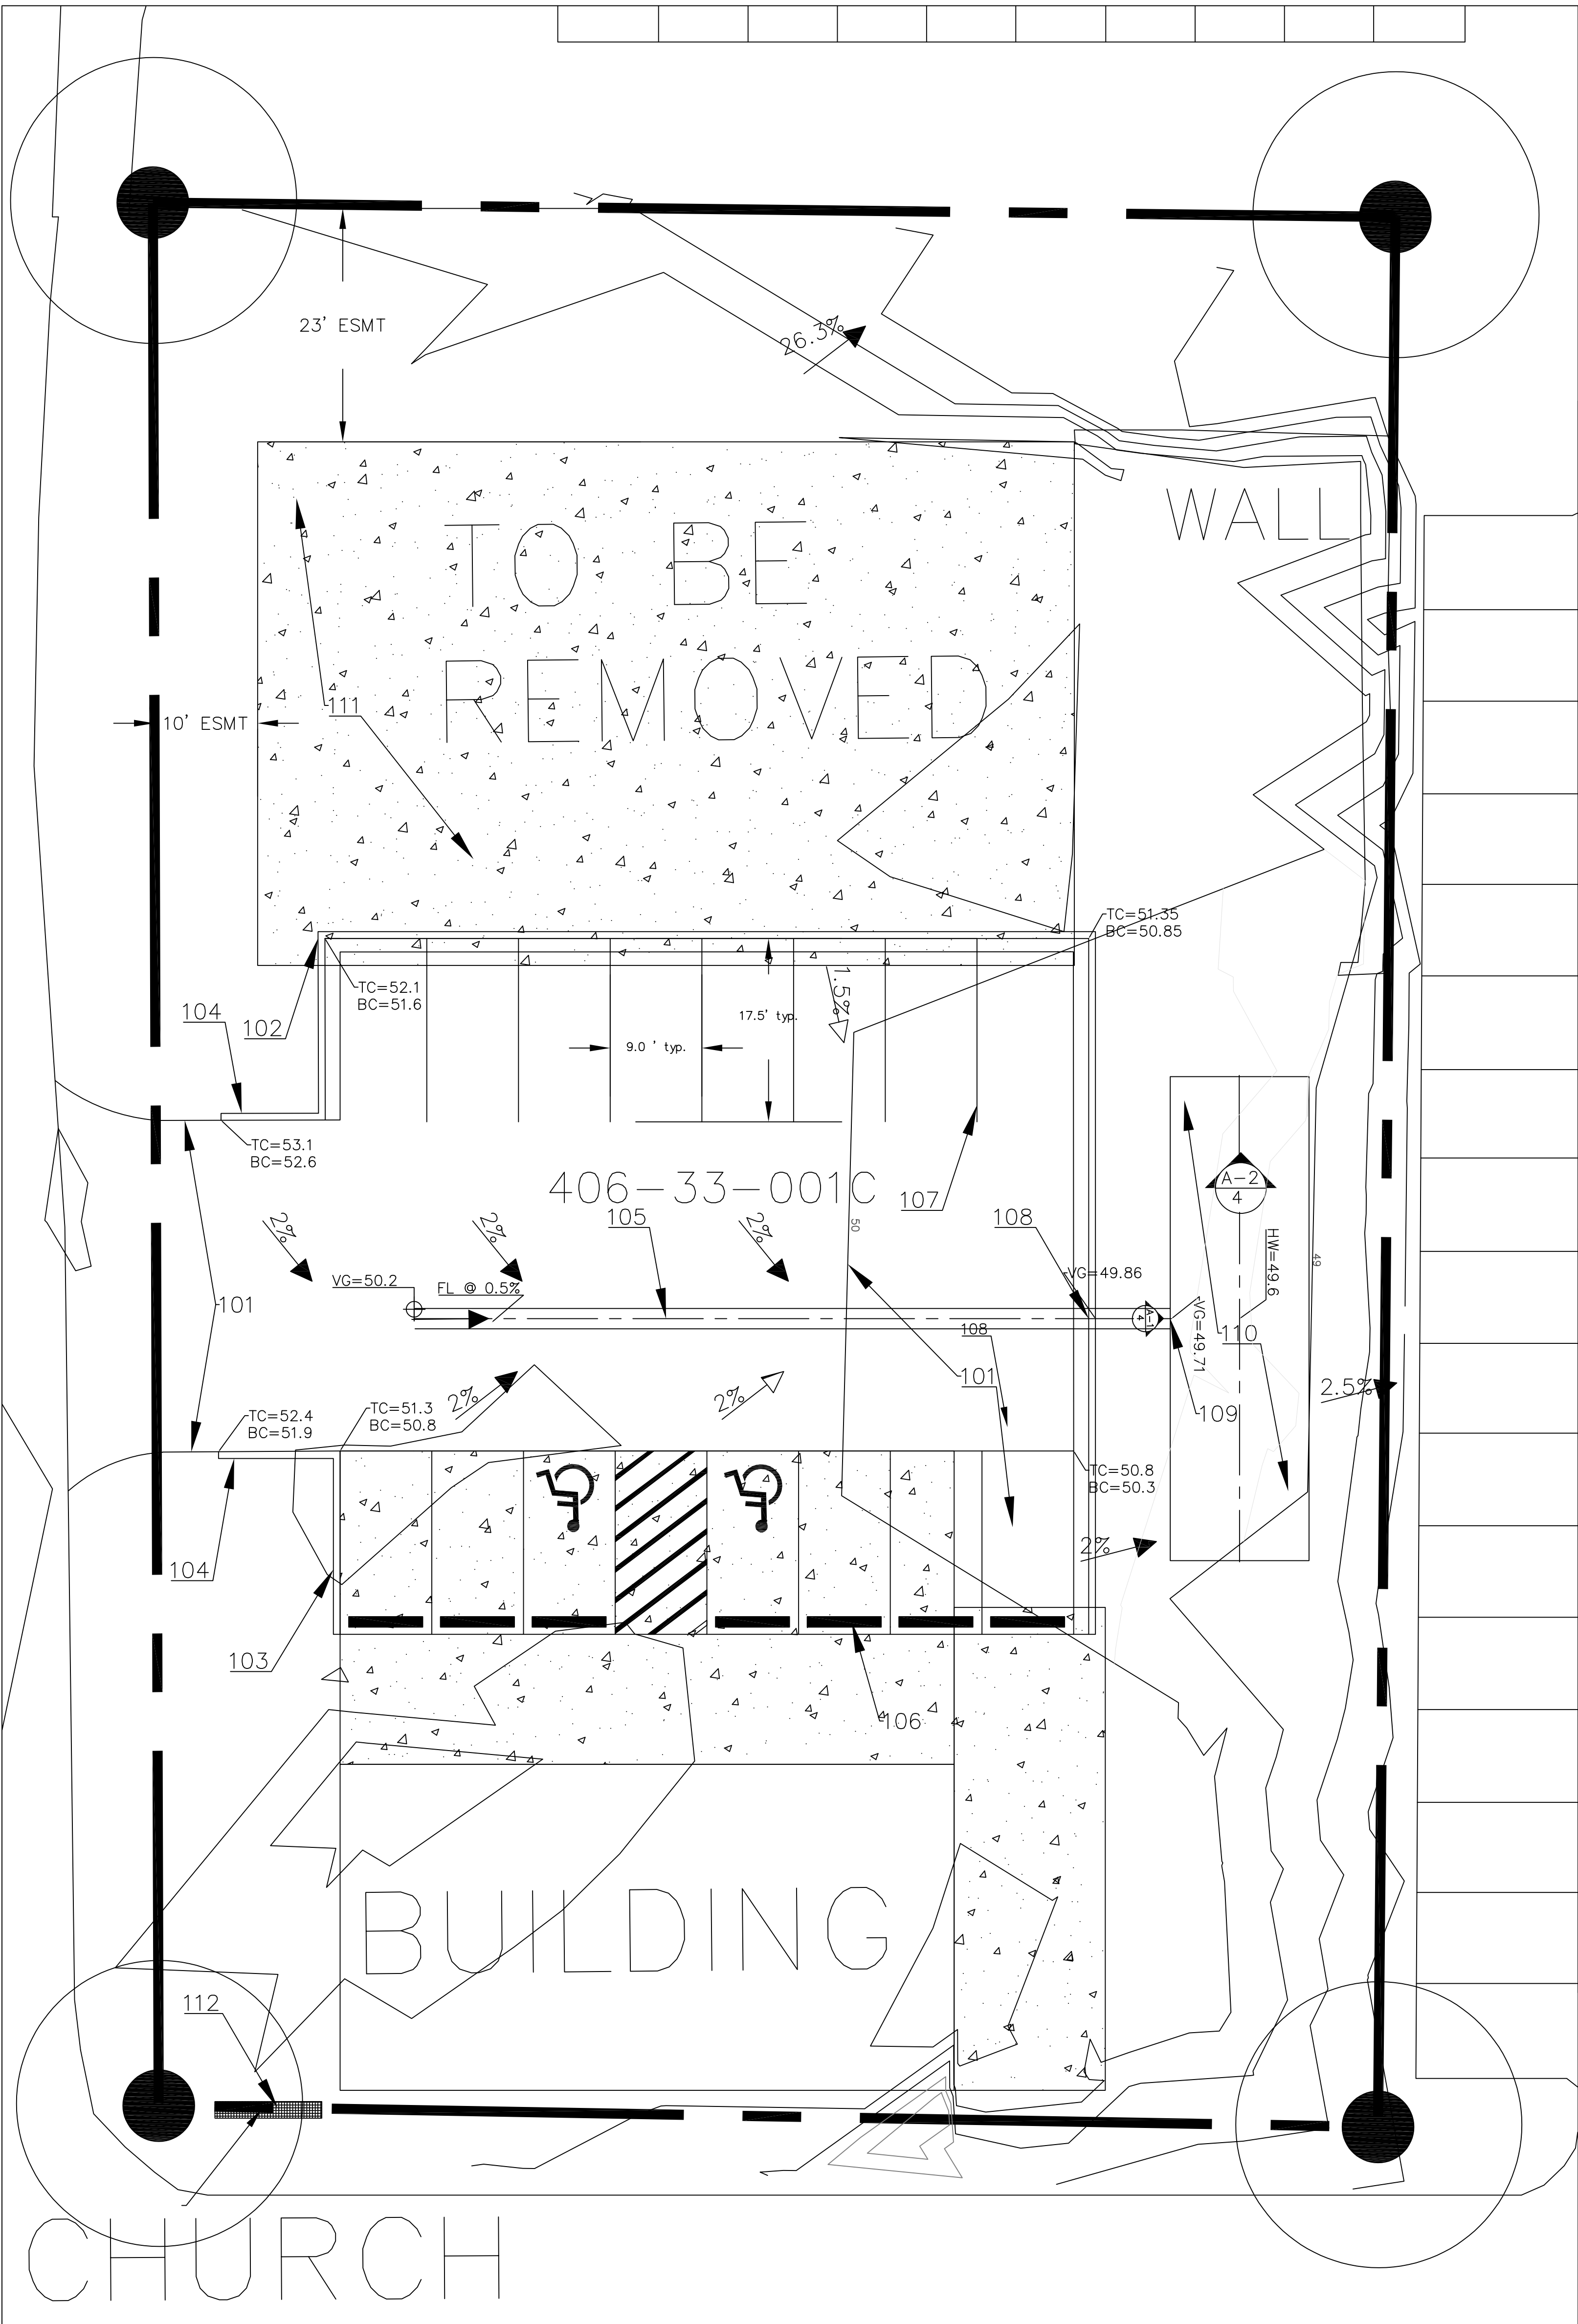 23' ESMT
26.3%
WALL
TO BE
REMOVED
111
10' ESMT
TC=51.35
BC=50.85
TC=52.1
BC=51.6
104
102
17.5' typ.
1.5%
9.0 ' typ.
TC=53.1
BC=52.6
406-33-001C
107
A-2
4
105
108
50
2%
2%
2%
HW=49.6
49
VG=50.2
FL @ 0.5%
VG=49.86
101
A-1
4
VG=49.71
110
108
101
2%
2%
2.5%
109
TC=52.4
BC=51.9
TC=51.3
BC=50.8
TC=50.8
BC=50.3
2%
104
103
106
BUILDING
112
CHURCH